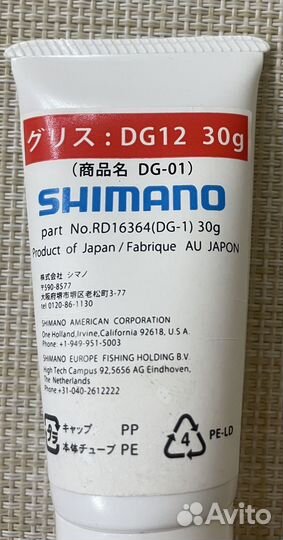 グリス：DG12 30g
(商品名 DG-01)
SHIMANO
part No.RD16364(DG-1) 30g
Product of Japan / Fabrique AU JAPON
株式会社 シマノ
〒590-8577
大阪府堺市堺区老松町3-77
tel 0120-86-1130
SHIMANO AMERICAN CORPORATION
One Holland, Irvine, California 92618, U.S.A.
Phone: +1-949-951-5003
SHIMANO EUROPE FISHING HOLDING B.V.
High Tech Campus 92,5656 AG Eindhoven,
The Netherlands
Phone: +31-040-2612222
プラ
キャップ PP
本体チューブ PE
4
PE-LD
Avito